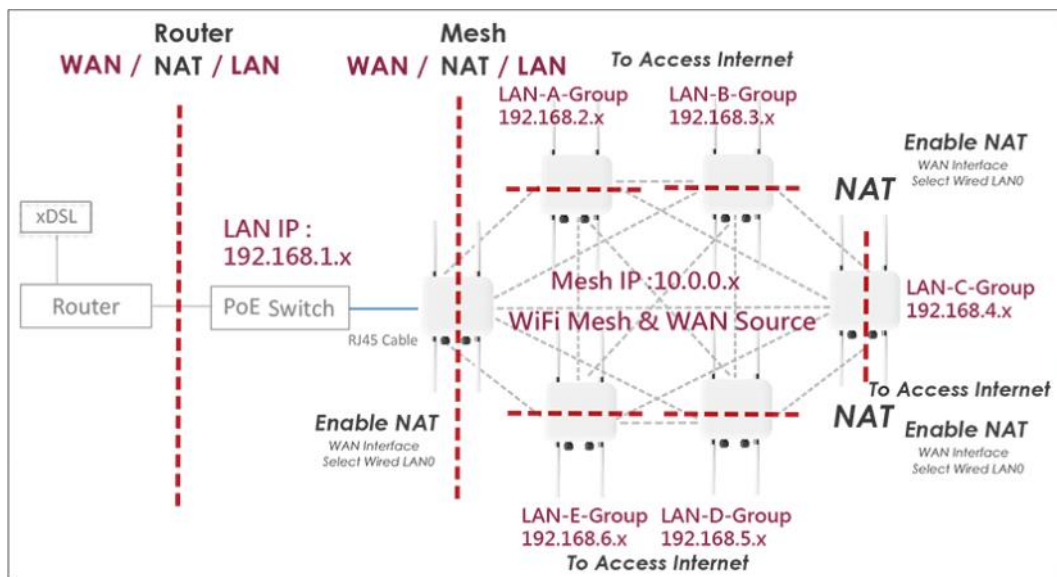 Router
WAN / NAT / LAN
Mesh
WAN / NAT / LAN
To Access Internet
LAN-A-Group
192.168.2.x
LAN-B-Group
192.168.3.x
Enable NAT
WAN Interface
Select Wired LAN0
NAT
xDSL
LAN IP :
192.168.1.x
Router
PoE Switch
RJ45 Cable
Mesh IP :10.0.0.x
WiFi Mesh & WAN Source
LAN-C-Group
192.168.4.x
To Access Internet
NAT
Enable NAT
WAN Interface
Select Wired LAN0
Enable NAT
WAN Interface
Select Wired LAN0
LAN-E-Group
192.168.6.x
LAN-D-Group
192.168.5.x
To Access Internet